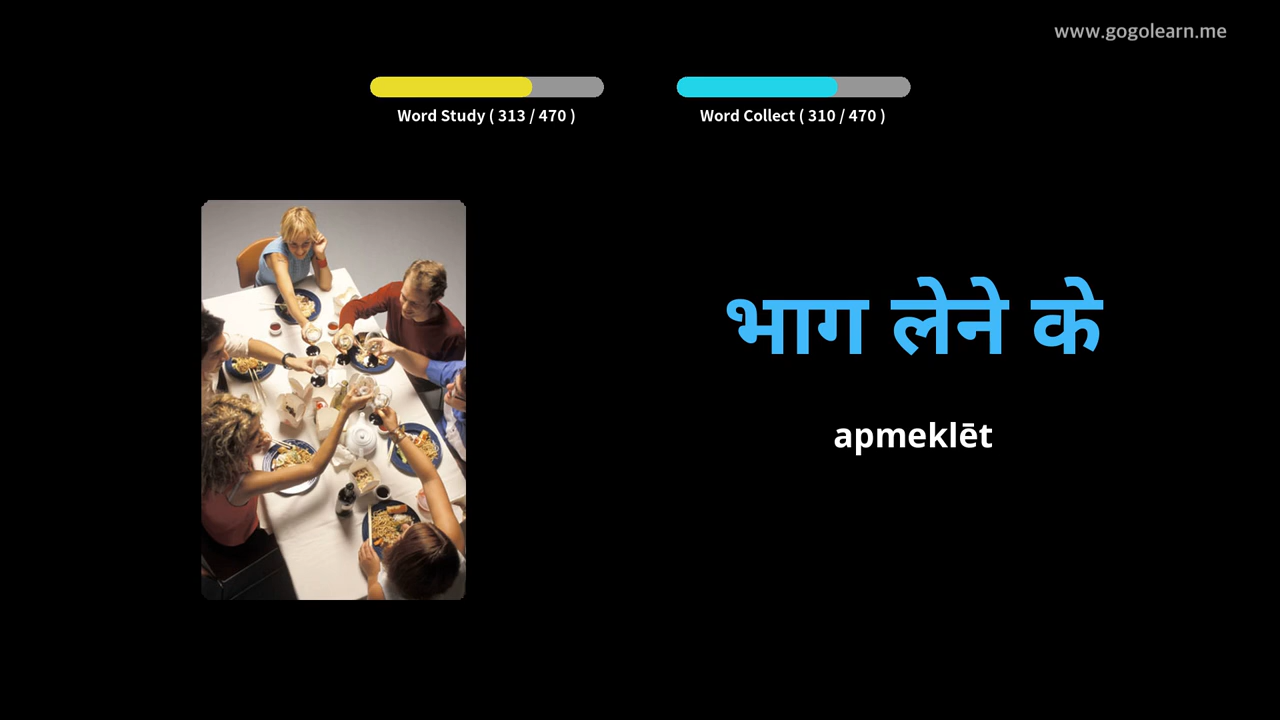 www.gogolearn.me
Word Study ( 313 / 470 )
Word Collect ( 310 / 470 )
भाग लेने के
apmeklēt